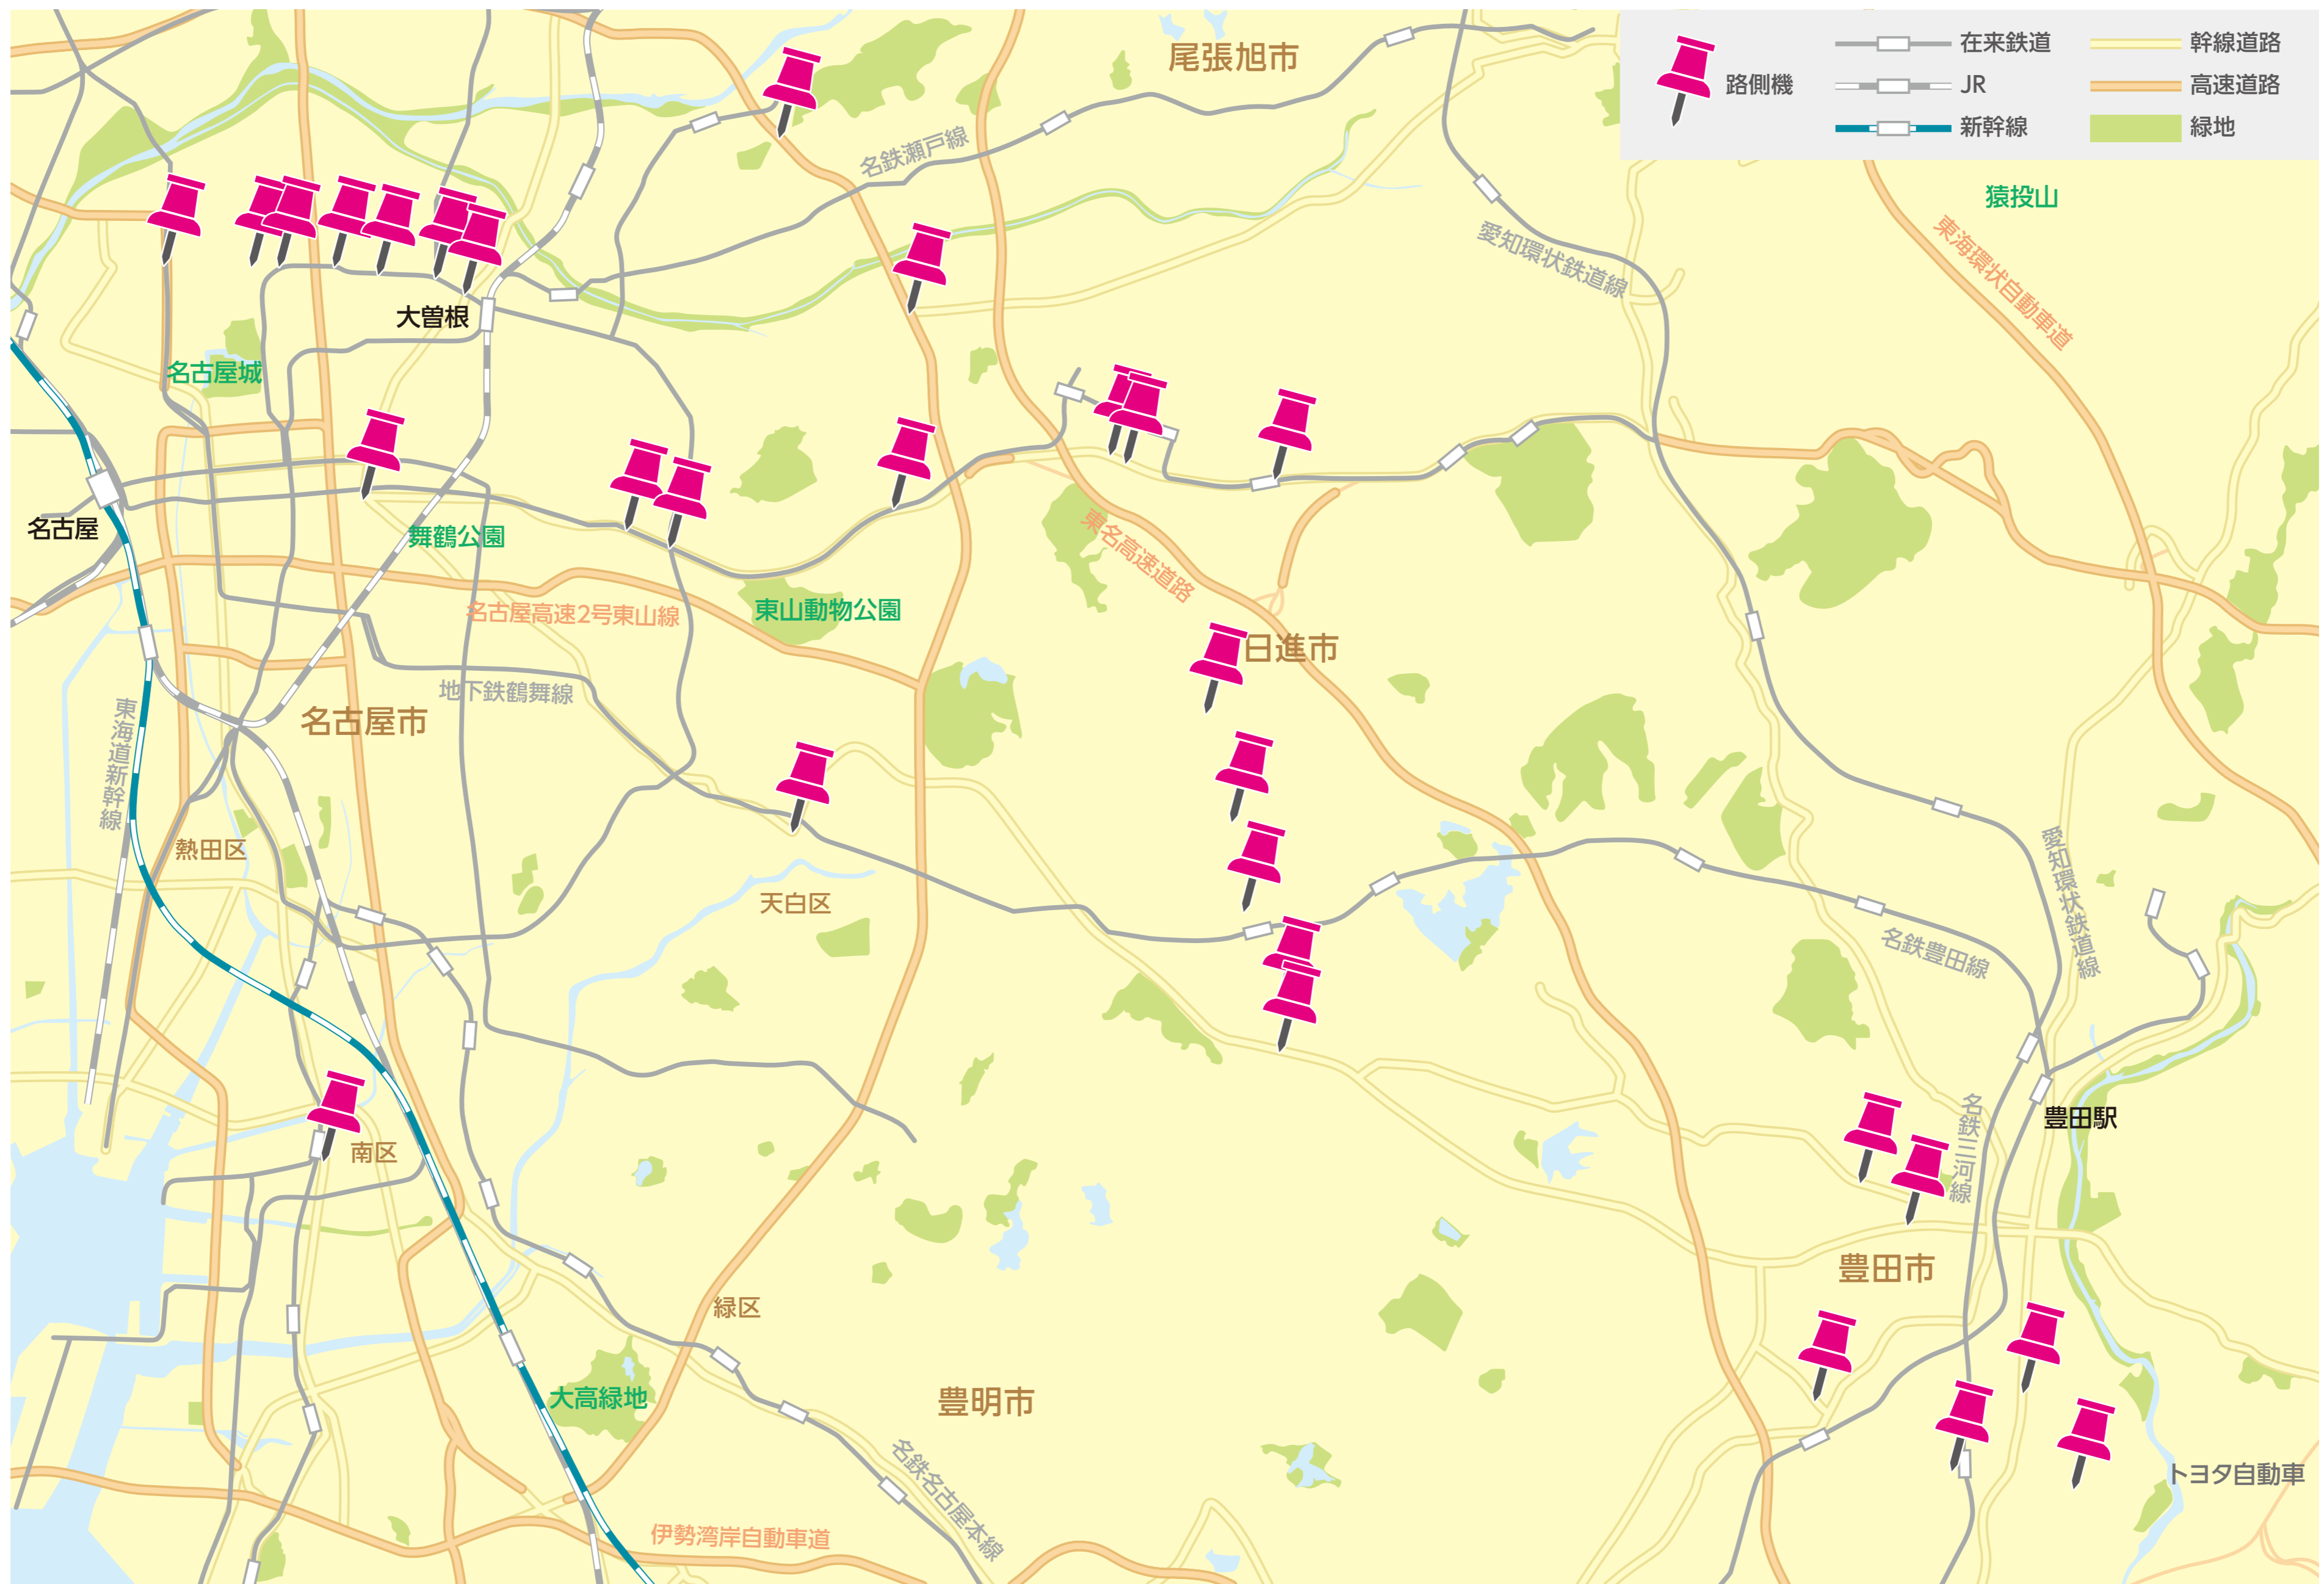 尾張旭市
路側機
在来鉄道
幹線道路
JR
高速道路
新幹線
緑地
名鉄瀬戸線
猿投山
愛知環状鉄道線
東海環状自動車道
大曽根
名古屋城
名古屋
舞鶴公園
東名高速道路
名古屋高速2号東山線
東山動物公園
日進市
地下鉄鶴舞線
名古屋市
東海道新幹線
熱田区
天白区
愛知環状鉄道線
名鉄豊田線
南区
名鉄三河線
豊田駅
豊田市
緑区
大高緑地
豊明市
名鉄名古屋本線
トヨタ自動車
伊勢湾岸自動車道